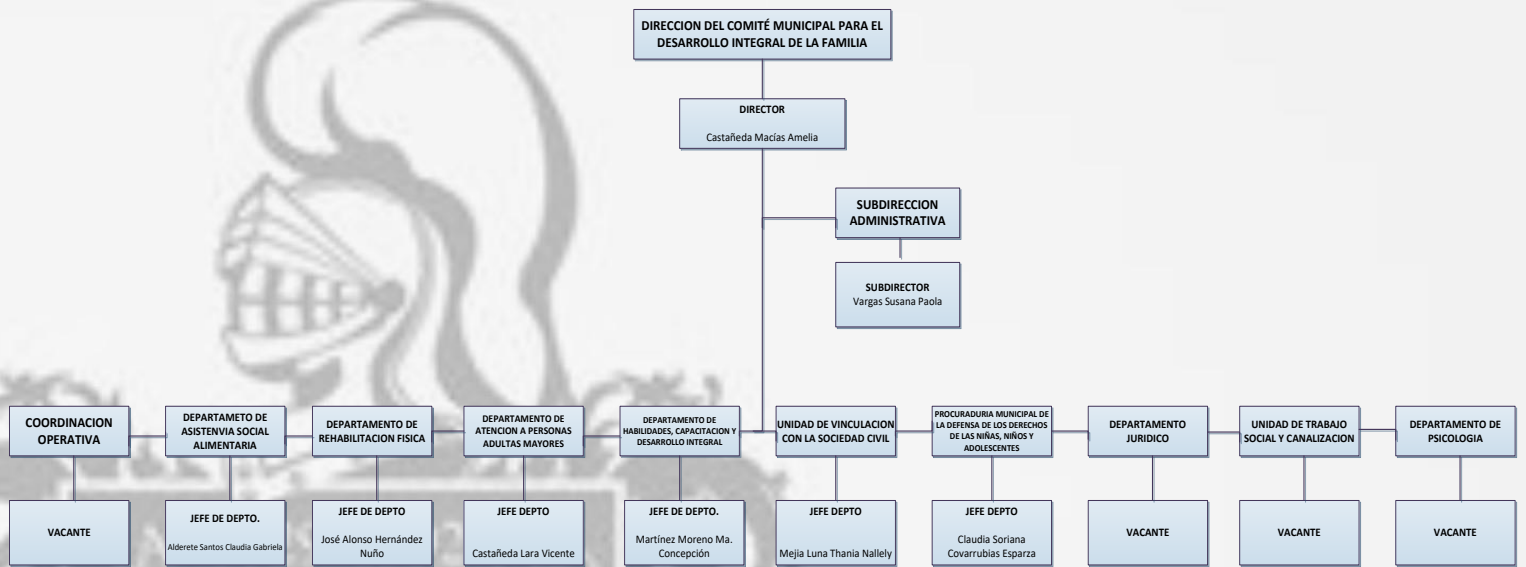 DIRECCION DEL COMITÉ MUNICIPAL PARA EL
DESARROLLO INTEGRAL DE LA FAMILIA
DIRECTOR
Castañeda Macías Amelia
SUBDIRECCION
ADMINISTRATIVA
SUBDIRECTOR
Vargas Susana Paola
COORDINACION
OPERATIVA
VACANTE
DEPARTAMETO DE
ASISTENVIA SOCIAL
ALIMENTARIA
JEFE DE DEPTO.
Alderete Santos Claudia Gabriela
DEPARTAMENTO DE
REHABILITACION FISICA
JEFE DE DEPTO
José Alonso Hernández
Nuño
DEPARTAMENTO DE
ATENCION A PERSONAS
ADULTAS MAYORES
JEFE DEPTO
Castañeda Lara Vicente
DEPARTAMENTO DE
HABILIDADES, CAPACITACION Y
DESARROLLO INTEGRAL
JEFE DE DEPTO.
Martínez Moreno Ma.
Concepción
UNIDAD DE VINCULACION
CON LA SOCIEDAD CIVIL
JEFE DEPTO
Mejia Luna Thania Nallely
PROCURADURIA MUNICIPAL DE
LA DEFENSA DE LOS DERECHOS
DE LAS NIÑAS, NIÑOS Y
ADOLESCENTES
JEFE DEPTO
Claudia Soriana
Covarrubias Esparza
DEPARTAMENTO
JURIDICO
VACANTE
UNIDAD DE TRABAJO
SOCIAL Y CANALIZACION
VACANTE
DEPARTAMENTO DE
PSICOLOGIA
VACANTE